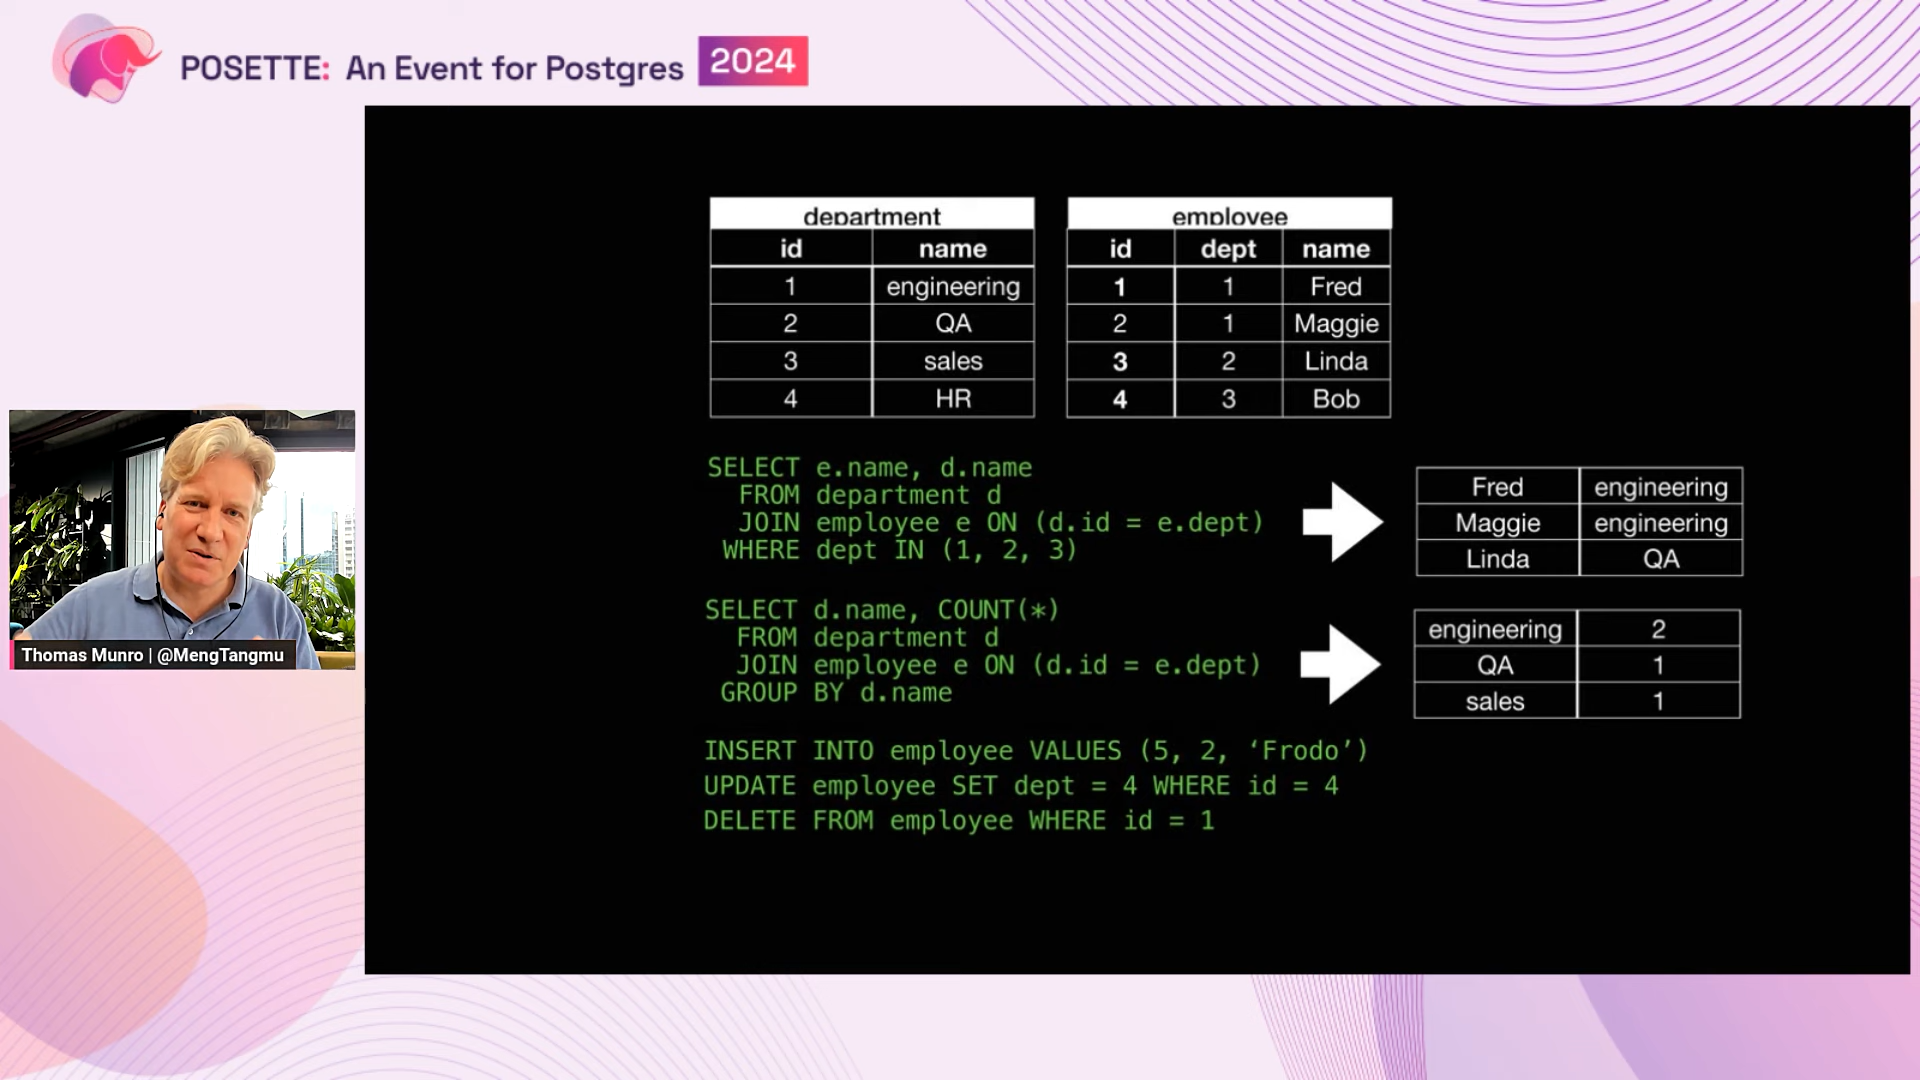 POSETTE: An Event for Postgres 2024
department
id name
1 engineering
2 QA
3 sales
4 HR
employee
id dept name
1 1 Fred
2 1 Maggie
3 2 Linda
4 3 Bob
SELECT e.name, d.name
FROM department d
JOIN employee e ON (d.id = e.dept)
WHERE dept IN (1, 2, 3)
Fred engineering
Maggie engineering
Linda QA
SELECT d.name, COUNT(*)
FROM department d
JOIN employee e ON (d.id = e.dept)
GROUP BY d.name
engineering 2
QA 1
sales 1
INSERT INTO employee VALUES (5, 2, ‘Frodo’)
UPDATE employee SET dept = 4 WHERE id = 4
DELETE FROM employee WHERE id = 1
Thomas Munro | @MengTangmu